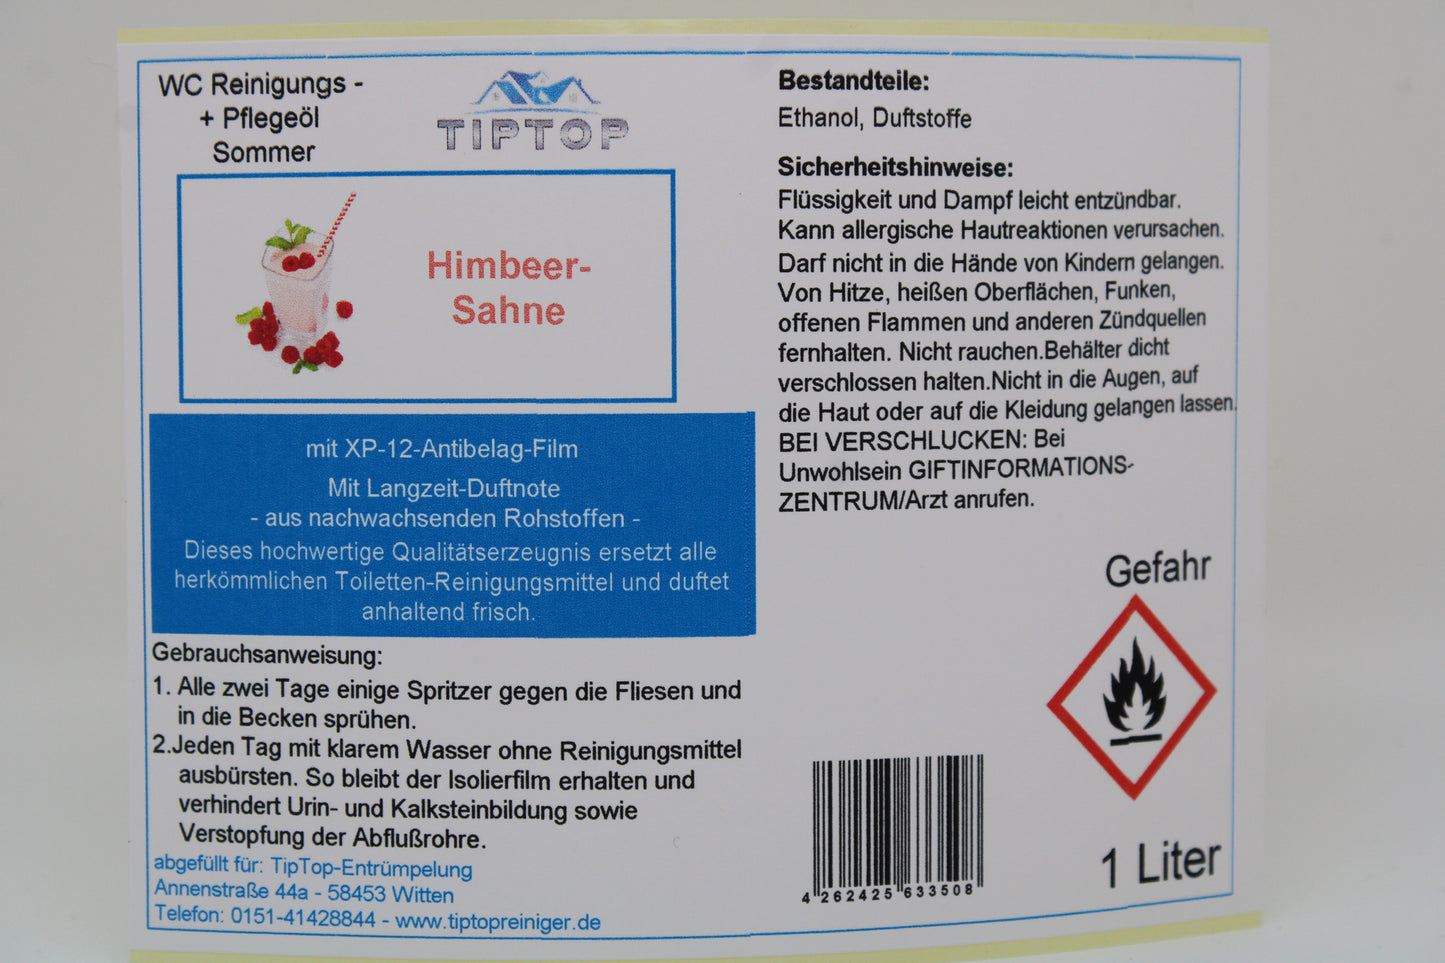 WC Reinigungs -
+ Pflegeöl
Sommer
TIPTOP
Himbeer-
Sahne
mit XP-12-Antibelag-Film
Mit Langzeit-Duftnote
- aus nachwachsenden Rohstoffen -
Dieses hochwertige Qualitätserzeugnis ersetzt alle
herkömmlichen Toiletten-Reinigungsmittel und duftet
anhaltend frisch.
Gebrauchsanweisung:
1. Alle zwei Tage einige Spritzer gegen die Fliesen und
in die Becken sprühen.
2.Jeden Tag mit klarem Wasser ohne Reinigungsmittel
ausbürsten. So bleibt der Isolierfilm erhalten und
verhindert Urin- und Kalksteinbildung sowie
Verstopfung der Abflußrohre.
abgefüllt für: TipTop-Entrümpelung
Annenstraße 44a - 58453 Witten
Telefon: 0151-41428844 - www.tiptopreiniger.de
Bestandteile:
Ethanol, Duftstoffe
Sicherheitshinweise:
Flüssigkeit und Dampf leicht entzündbar.
Kann allergische Hautreaktionen verursachen.
Darf nicht in die Hände von Kindern gelangen.
Von Hitze, heißen Oberflächen, Funken,
offenen Flammen und anderen Zündquellen
fernhalten. Nicht rauchen.Behälter dicht
verschlossen halten.Nicht in die Augen, auf
die Haut oder auf die Kleidung gelangen lassen.
BEI VERSCHLUCKEN: Bei
Unwohlsein GIFTINFORMATIONS-
ZENTRUM/Arzt anrufen.
Gefahr
4 262425 633508
1 Liter